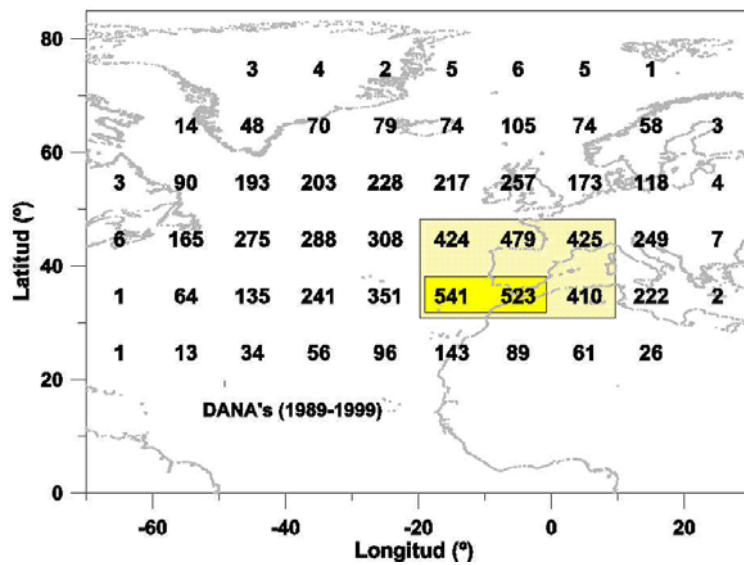 80
3 4 2 5 6 5 1
14 48 70 79 74 105 74 58 3
60
3 90 193 203 228 217 257 173 118 4
6 165 275 288 308 424 479 425 249 7
40
1 64 135 241 351 541 523 410 222 2
1 13 34 56 96 143 89 61 26
20
DANA's (1989-1999)
0
-60 -40 -20 0 20
Latitud (º)
Longitud (º)